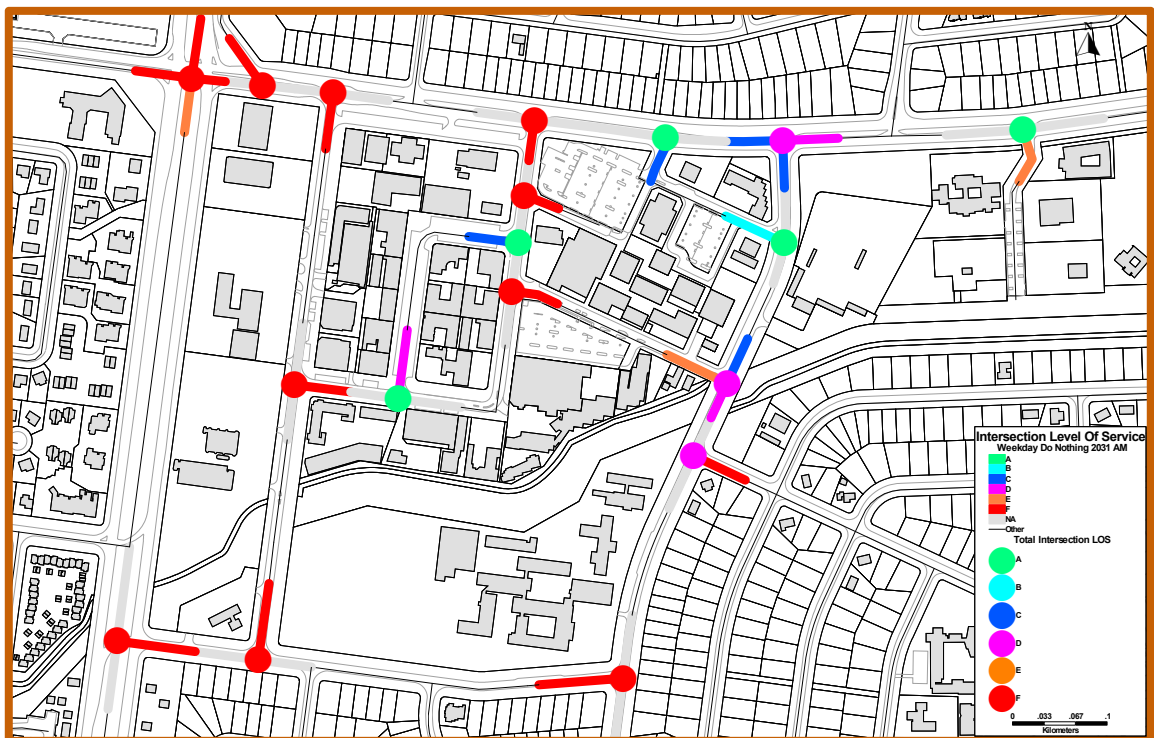 Intersection Level Of Service
Weekday Do Nothing 2031 AM
A
B
C
D
E
F
NA
Other
Total Intersection LOS
A
B
C
D
E
F
0 .033 .067 .1
Kilometers